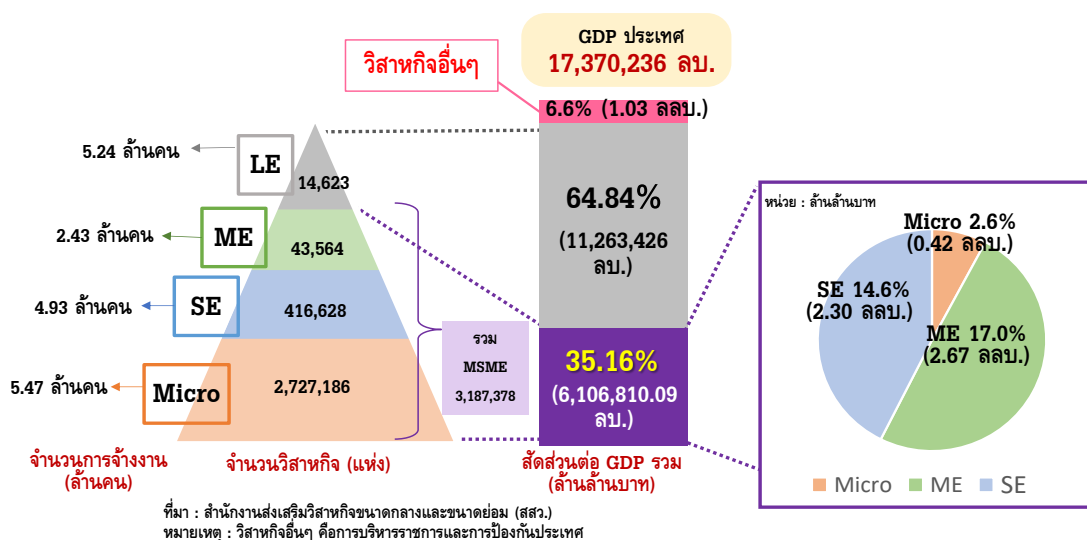 GDP ประเทศ
17,370,236 ลบ.
วิสาหกิจอื่นๆ
6.6% (1.03 ลลบ.)
5.24 ล้านคน
LE
14,623
2.43 ล้านคน
ME
43,564
4.93 ล้านคน
SE
416,628
5.47 ล้านคน
Micro
2,727,186
รวม
MSME
3,187,378
64.84%
(11,263,426
ลบ.)
35.16%
(6,106,810.09
ลบ.)
หน่วย : ล้านล้านบาท
Micro 2.6%
(0.42 ลลบ.)
SE 14.6%
(2.30 ลลบ.)
ME 17.0%
(2.67 ลลบ.)
Micro ME SE
จำนวนการจ้างงาน
(ล้านคน)
จำนวนวิสาหกิจ (แห่ง)
สัดส่วนต่อ GDP รวม
(ล้านล้านบาท)
ที่มา : สำนักงานส่งเสริมวิสาหกิจขนาดกลางและขนาดย่อม (สสว.)
หมายเหตุ : วิสาหกิจอื่นๆ คือการบริหารราชการและการป้องกันประเทศ